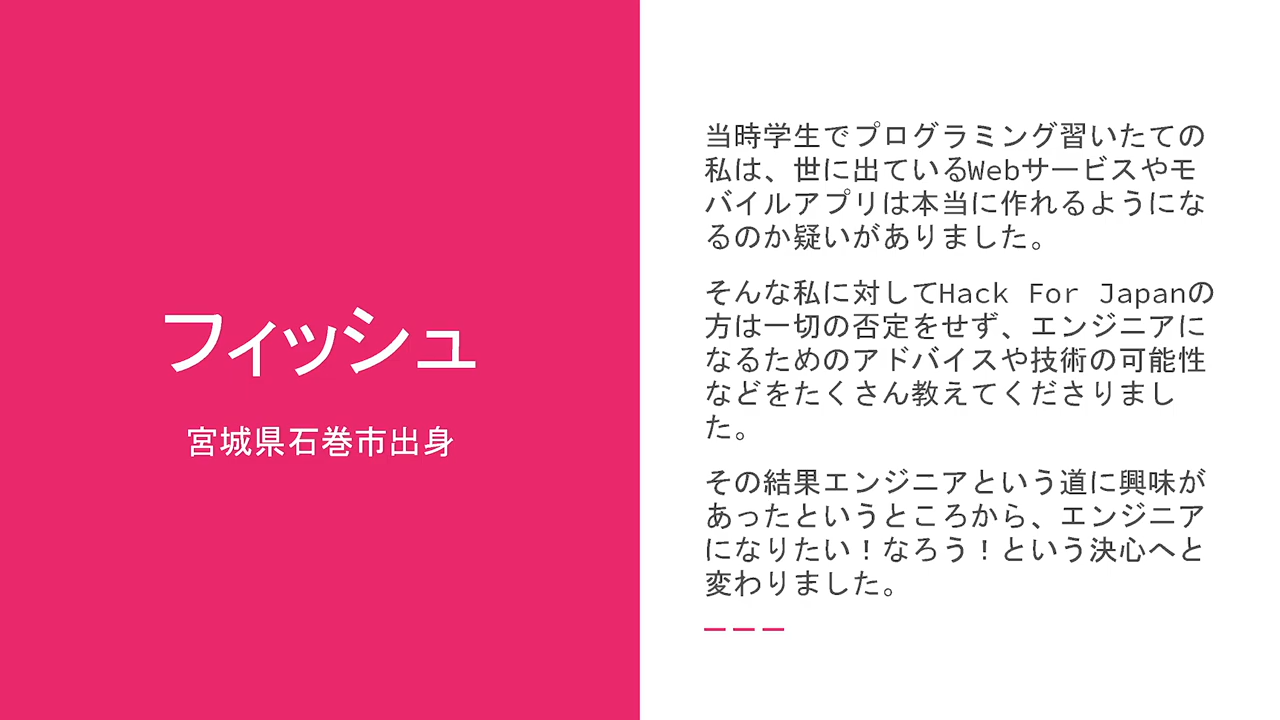 フィッシュ
宮城県石巻市出身
当時学生でプログラミング習いたての
私は、世に出ているWebサービスやモ
バイルアプリは本当に作れるようにな
るのか疑いがありました。
そんな私に対してHack For Japanの
方は一切の否定をせず、エンジニアに
なるためのアドバイスや技術の可能性
などをたくさん教えてくださりまし
た。
その結果エンジニアという道に興味が
あったというところから、エンジニア
になりたい！なろう！という決心へと
変わりました。